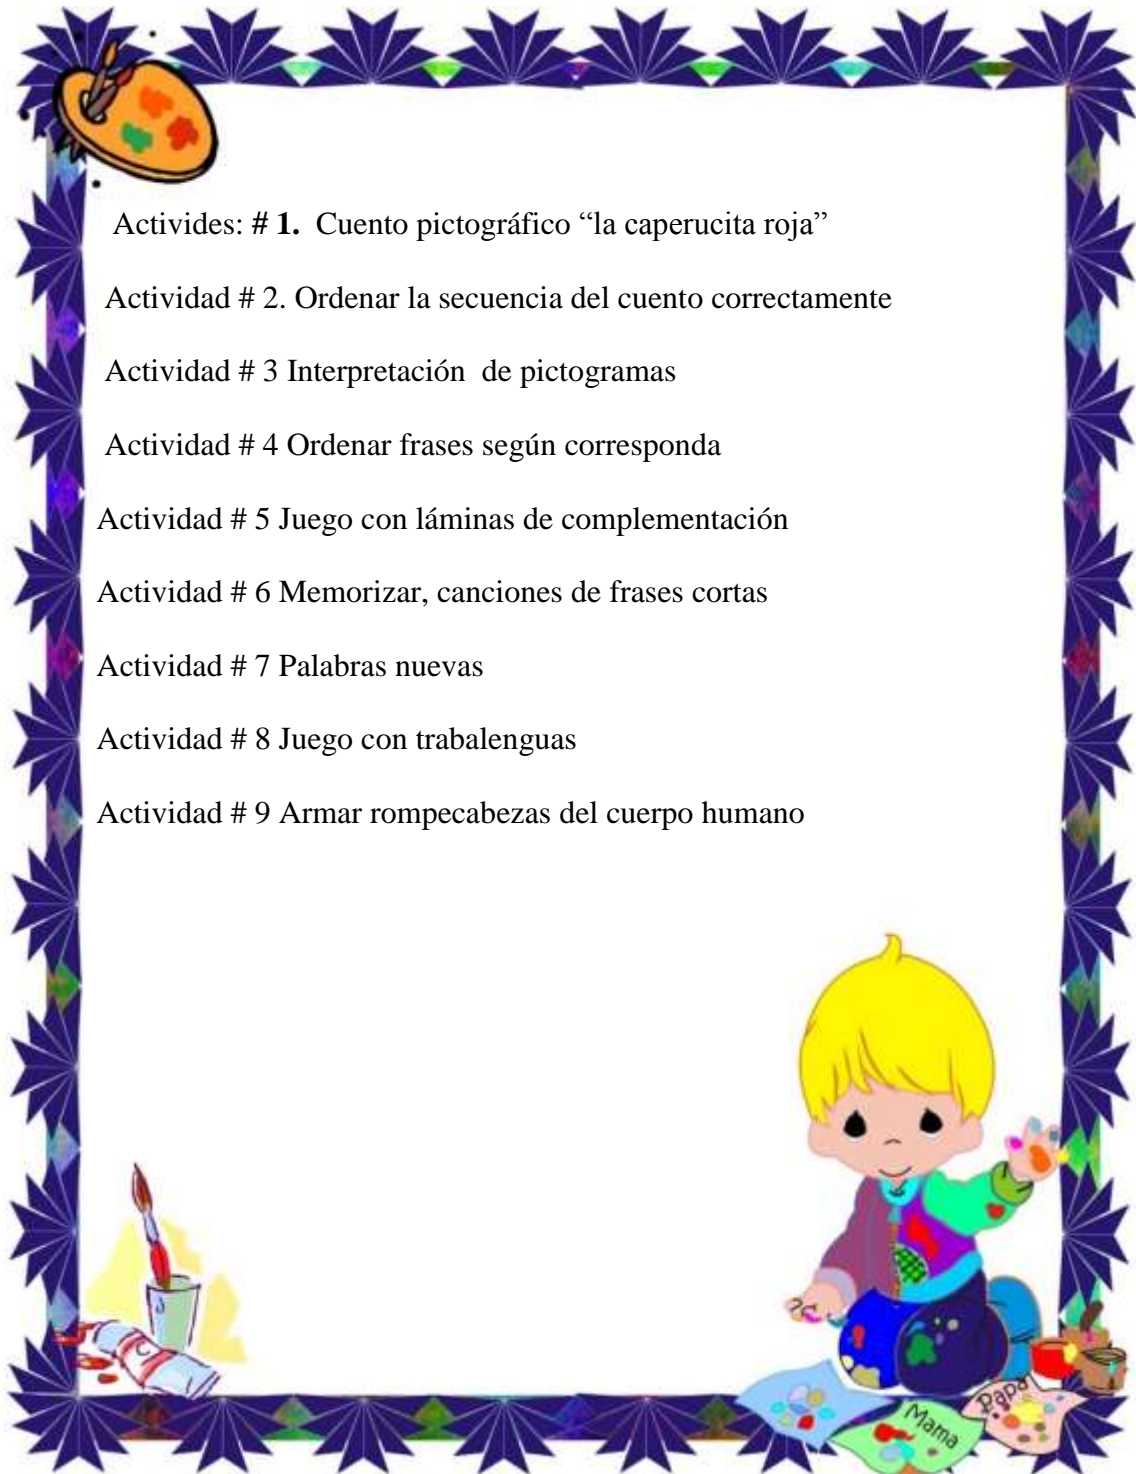 Activides: # 1. Cuento pictográfico “la caperucita roja”
Actividad # 2. Ordenar la secuencia del cuento correctamente
Actividad # 3 Interpretación de pictogramas
Actividad # 4 Ordenar frases según corresponda
Actividad # 5 Juego con láminas de complementación
Actividad # 6 Memorizar, canciones de frases cortas
Actividad # 7 Palabras nuevas
Actividad # 8 Juego con trabalenguas
Actividad # 9 Armar rompecabezas del cuerpo humano
J
C
Papa
Mama